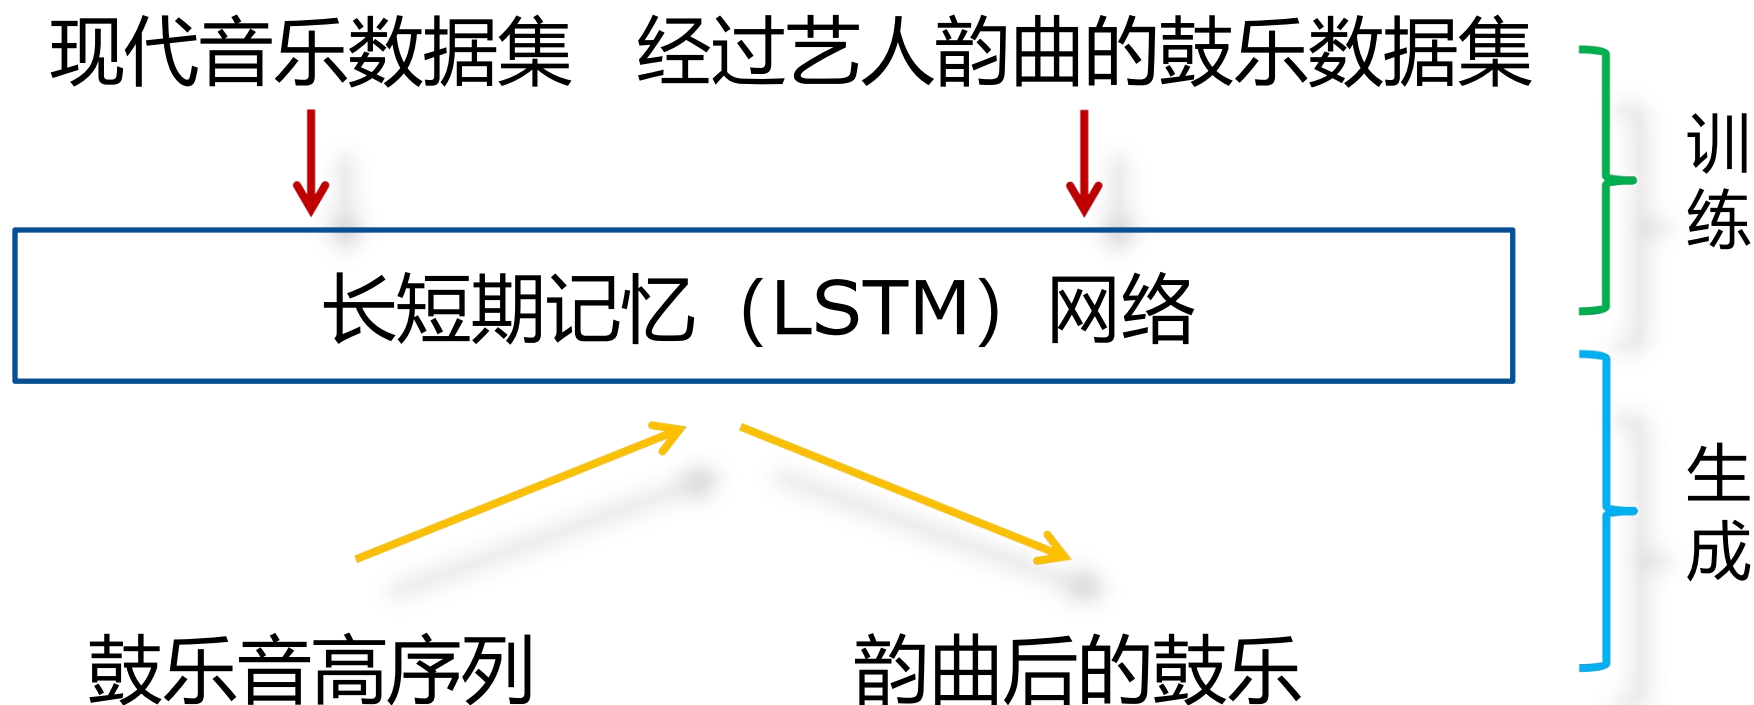 现代音乐数据集
经过艺人韵曲的鼓乐数据集
训练
长短期记忆（LSTM）网络
生成
鼓乐音高序列
韵曲后的鼓乐